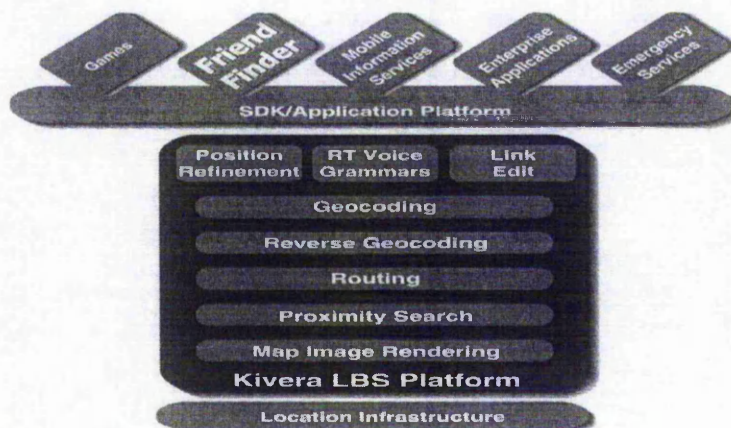 Games
Friend
Finder
Mobile
Information
Services
Enterprise
Applications
Emergency
Services
SDK/Application Platform
Position
Refinement
RT Voice
Grammars
Link
Edit
Geocoding
Reverse Geocoding
Routing
Proximity Search
Map Image Rendering
Kivera LBS Platform
Location Infrastructure